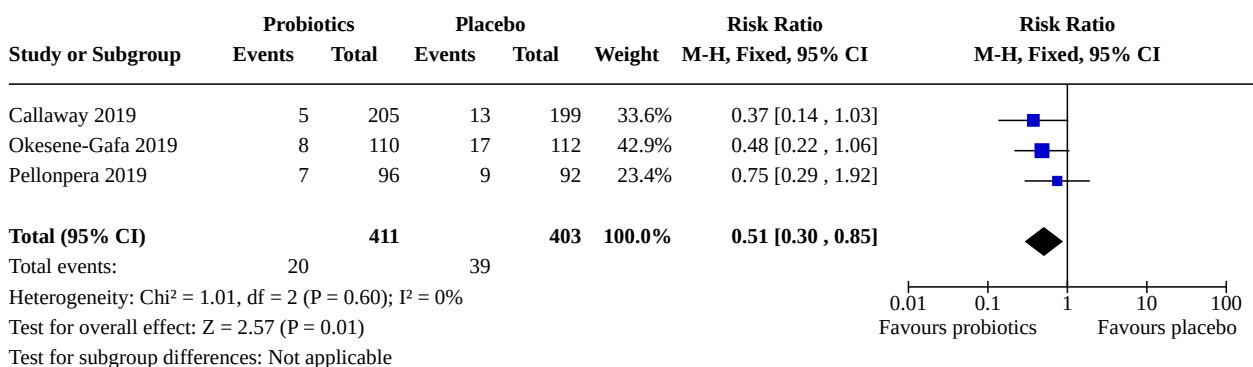 Probiotics Placebo Risk Ratio Risk Ratio
Study or Subgroup Events Total Events Total Weight M-H, Fixed, 95% CI M-H, Fixed, 95% CI
Callaway 2019 5 205 13 199 33.6% 0.37 [0.14 , 1.03]
Okesene-Gafa 2019 8 110 17 112 42.9% 0.48 [0.22 , 1.06]
Pellonpera 2019 7 96 9 92 23.4% 0.75 [0.29 , 1.92]
Total (95% CI) 411 403 100.0% 0.51 [0.30 , 0.85]
Total events: 20 39
Heterogeneity: Chi² = 1.01, df = 2 (P = 0.60); I² = 0%
Test for overall effect: Z = 2.57 (P = 0.01)
Test for subgroup differences: Not applicable
0.01 0.1 1 10 100
Favours probiotics Favours placebo